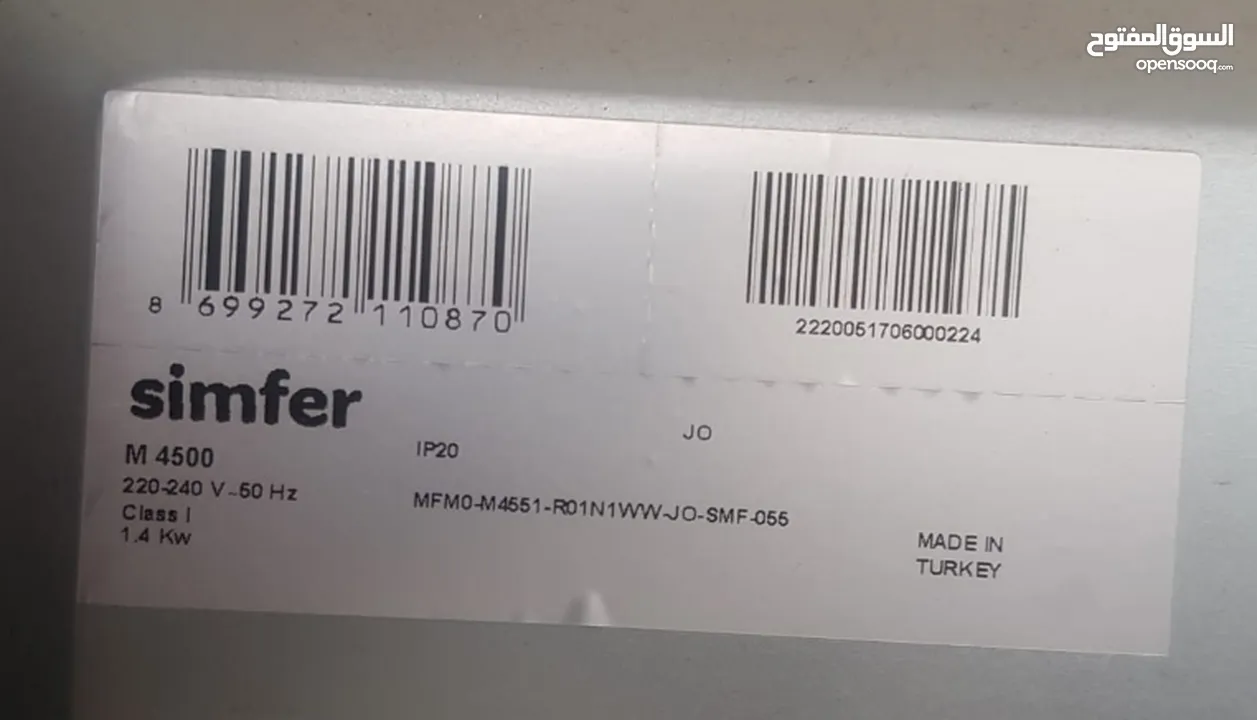 السوق المفتوح
opensooq.com
8 699272 110870
2220051706000224
simfer
M 4500
220-240 V~50 Hz
Class I
1.4 Kw
IP20
JO
MFM0-M4551-R01N1WW-JO-SMF-055
MADE IN
TURKEY